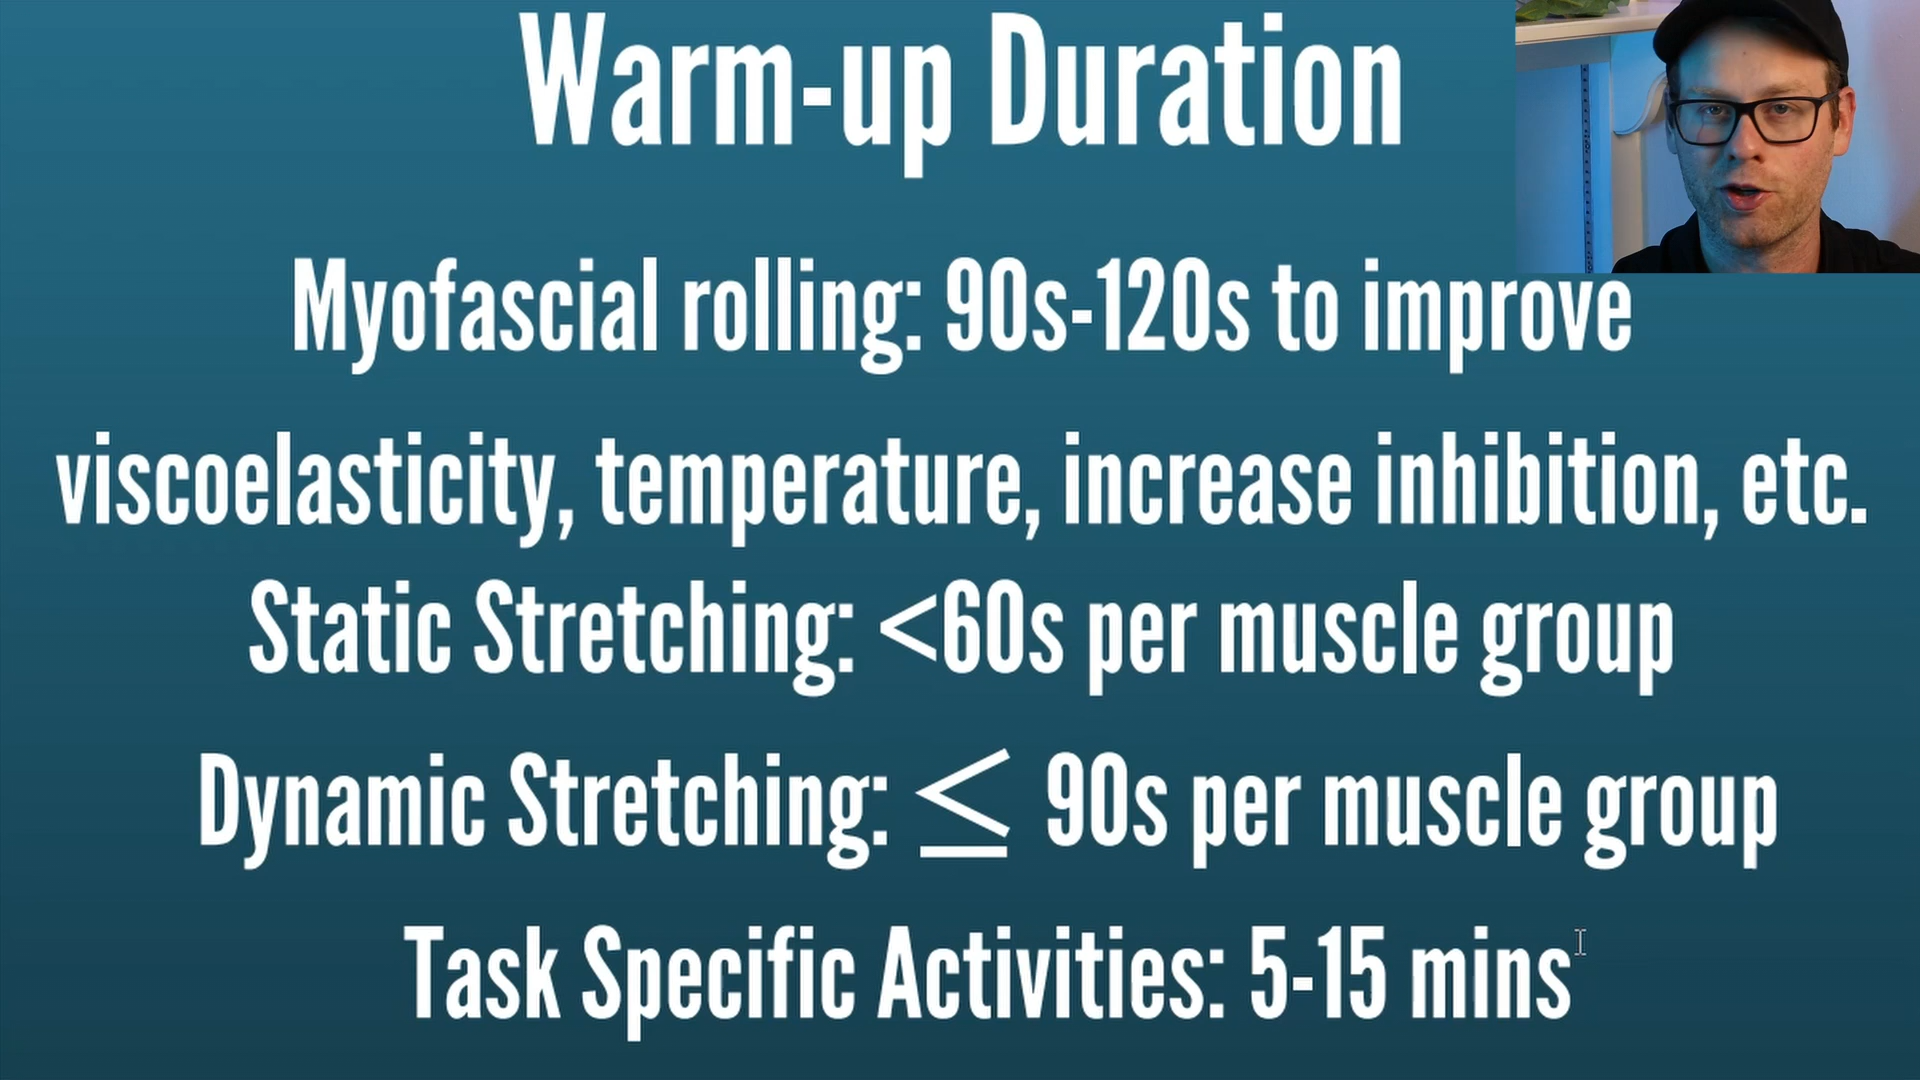 Warm-up Duration
Myofascial rolling: 90s-120s to improve
viscoelasticity, temperature, increase inhibition, etc.
Static Stretching: <60s per muscle group
Dynamic Stretching: ≤ 90s per muscle group
Task Specific Activities: 5-15 mins